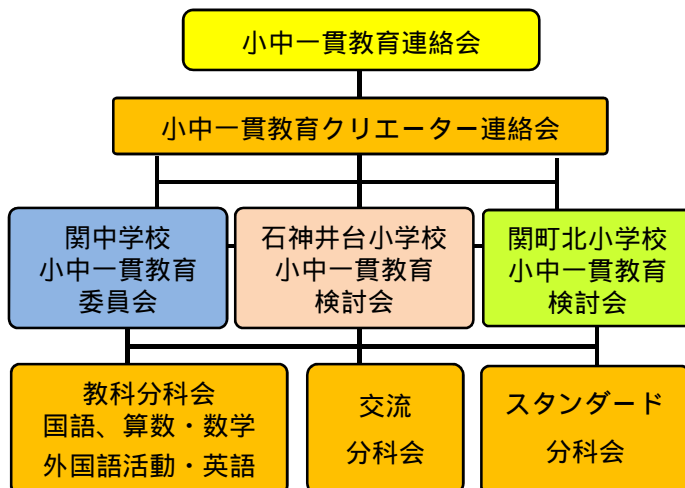 小中一貫教育連絡会
小中一貫教育クリエーター連絡会
関中学校
小中一貫教育
委員会
石神井台小学校
小中一貫教育
検討会
関町北小学校
小中一貫教育
検討会
教科分科会
国語、算数・数学
外国語活動・英語
交流
分科会
スタンダード
分科会